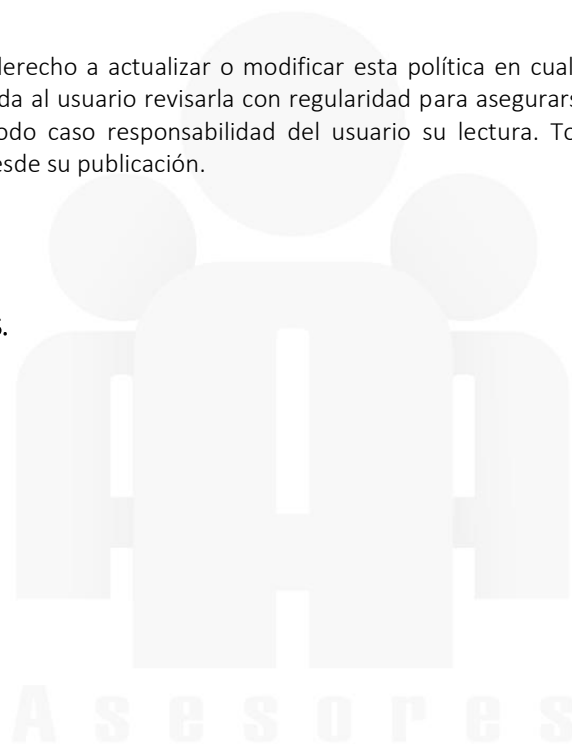 derecho a actualizar o modificar esta política en cual
da al usuario revisarla con regularidad para asegurars
odo caso responsabilidad del usuario su lectura. To
esde su publicación.
S.
Asesores